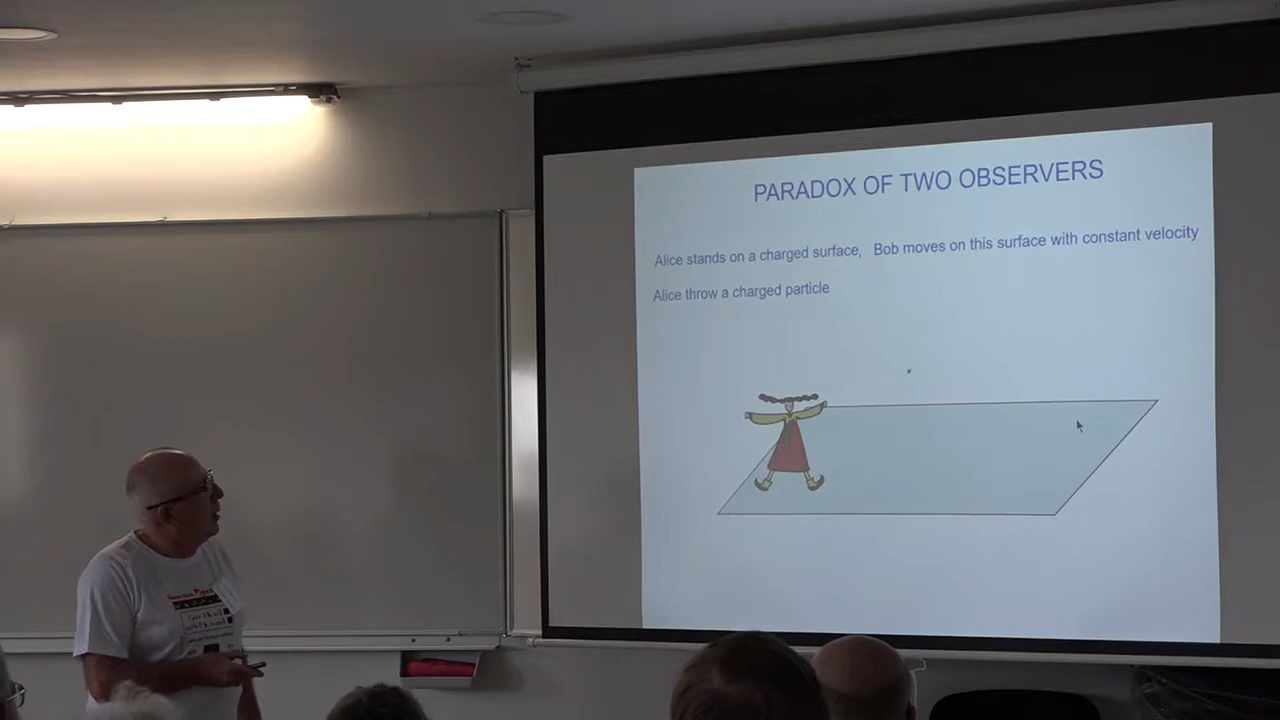 PARADOX OF TWO OBSERVERS
Alice stands on a charged surface, Bob moves on this surface with constant velocity
Alice throw a charged particle